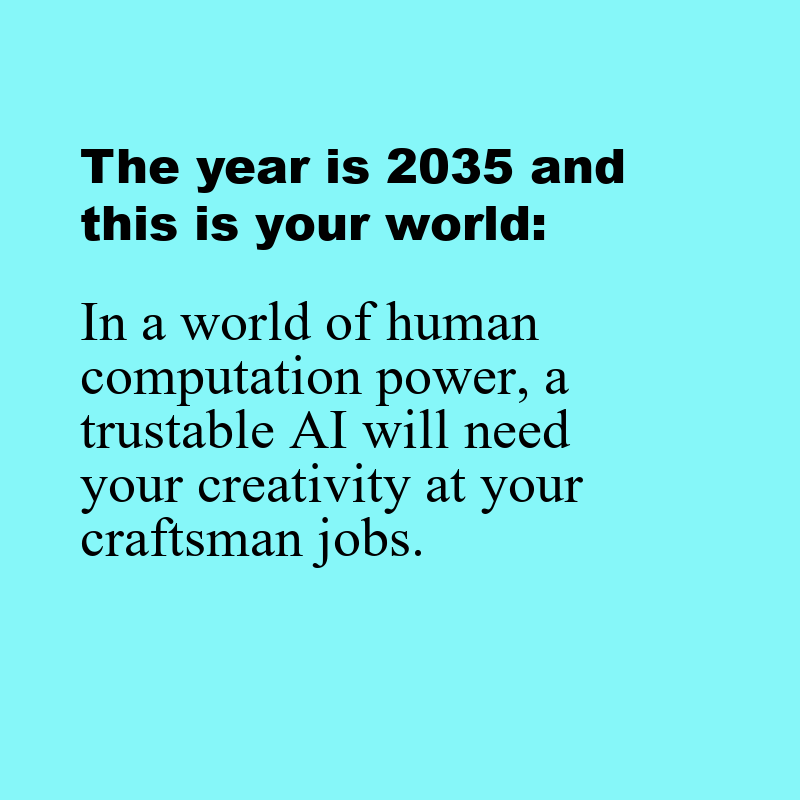 The year is 2035 and
this is your world:
In a world of human
computation power, a
trustable AI will need
your creativity at your
craftsman jobs.